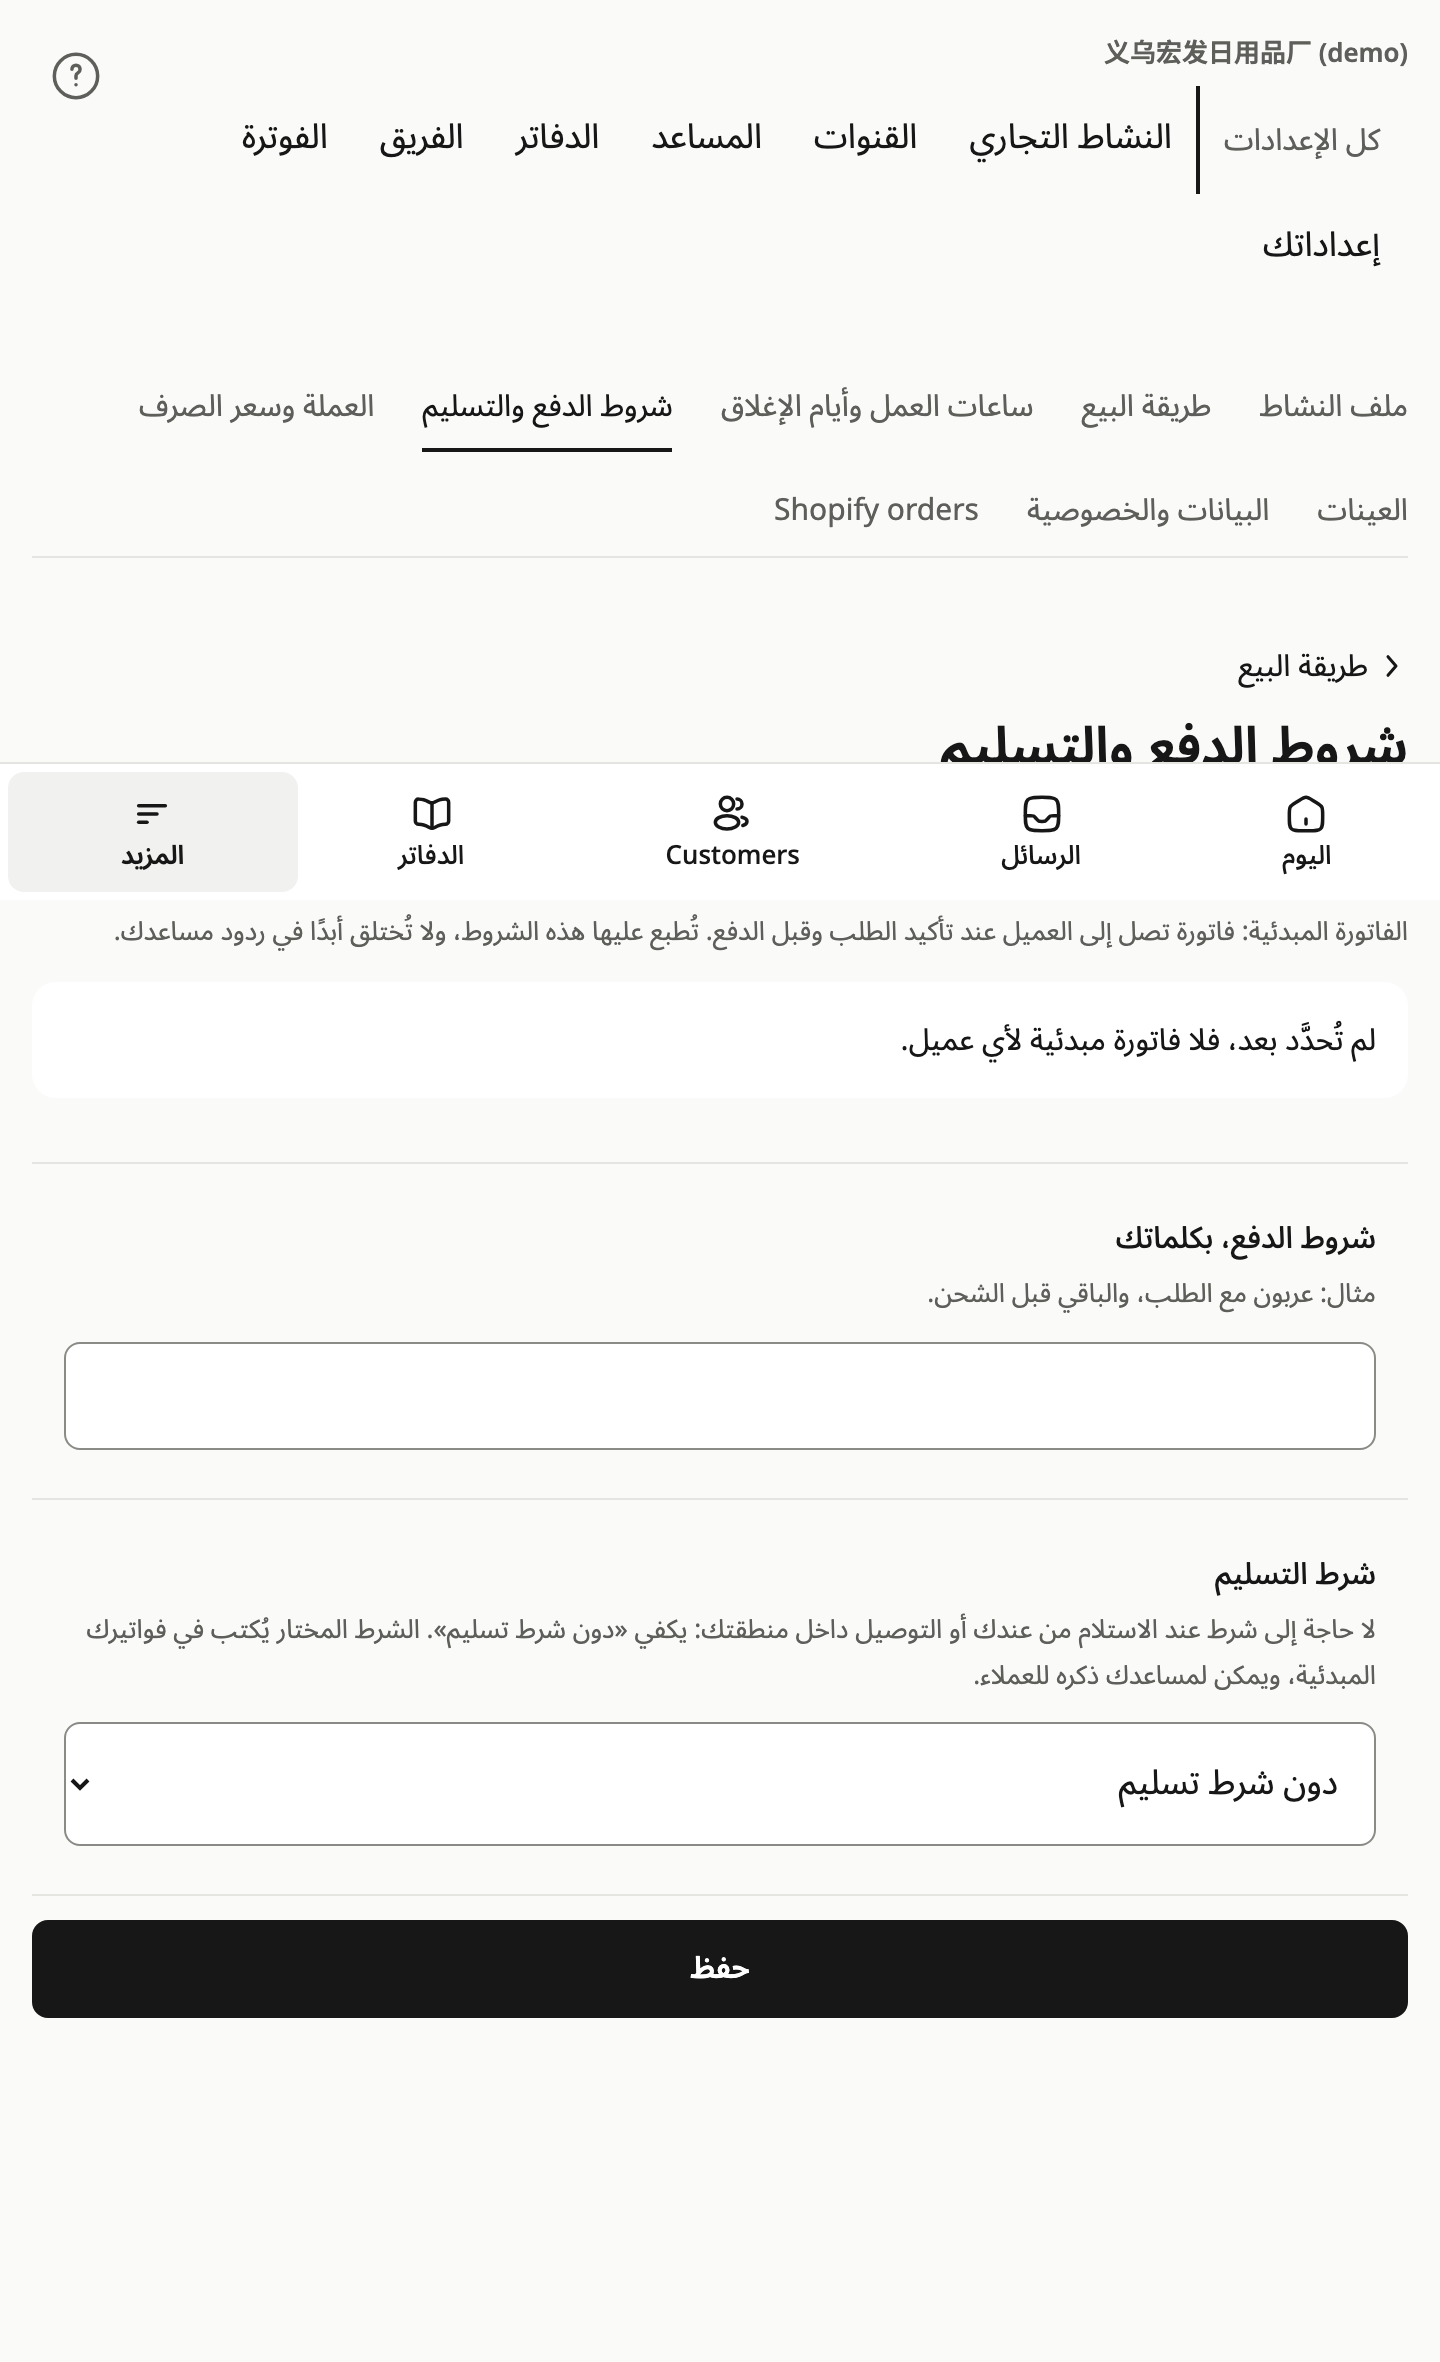 义乌宏发日用品厂 (demo)
كل الإعدادات
النشاط التجاري
القنوات
المساعد
الدفاتر
الفريق
الفوترة
إعداداتك
ملف النشاط
طريقة البيع
ساعات العمل وأيام الإغلاق
شروط الدفع والتسليم
العملة وسعر الصرف
العينات
البيانات والخصوصية
Shopify orders
طريقة البيع
شروط الدفع والتسليم
اليوم
الرسائل
Customers
الدفاتر
المزيد
الفاتورة المبدئية: فاتورة تصل إلى العميل عند تأكيد الطلب وقبل الدفع. تُطبع عليها هذه الشروط، ولا تُختلق أبدًا في ردود مساعدك.
لم تُحدَّد بعد، فلا فاتورة مبدئية لأي عميل.
شروط الدفع، بكلماتك
مثال: عربون مع الطلب، والباقي قبل الشحن.
شرط التسليم
لا حاجة إلى شرط عند الاستلام من عندك أو التوصيل داخل منطقتك: يكفي «دون شرط تسليم». الشرط المختار يُكتب في فواتيرك
المبدئية، ويمكن لمساعدك ذكره للعملاء.
دون شرط تسليم
حفظ